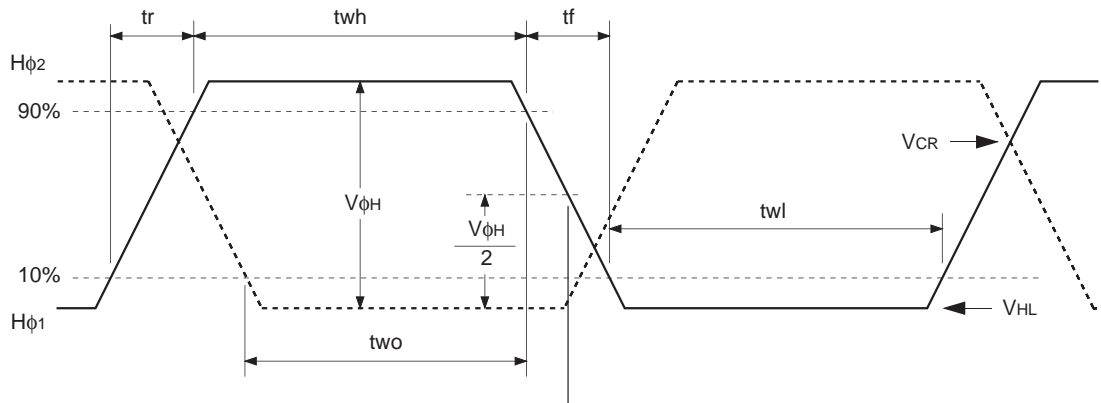 tr twh tf
Hϕ2
90%
VCR
VϕH
VϕH
2
twl
10%
Hϕ1
VHL
two